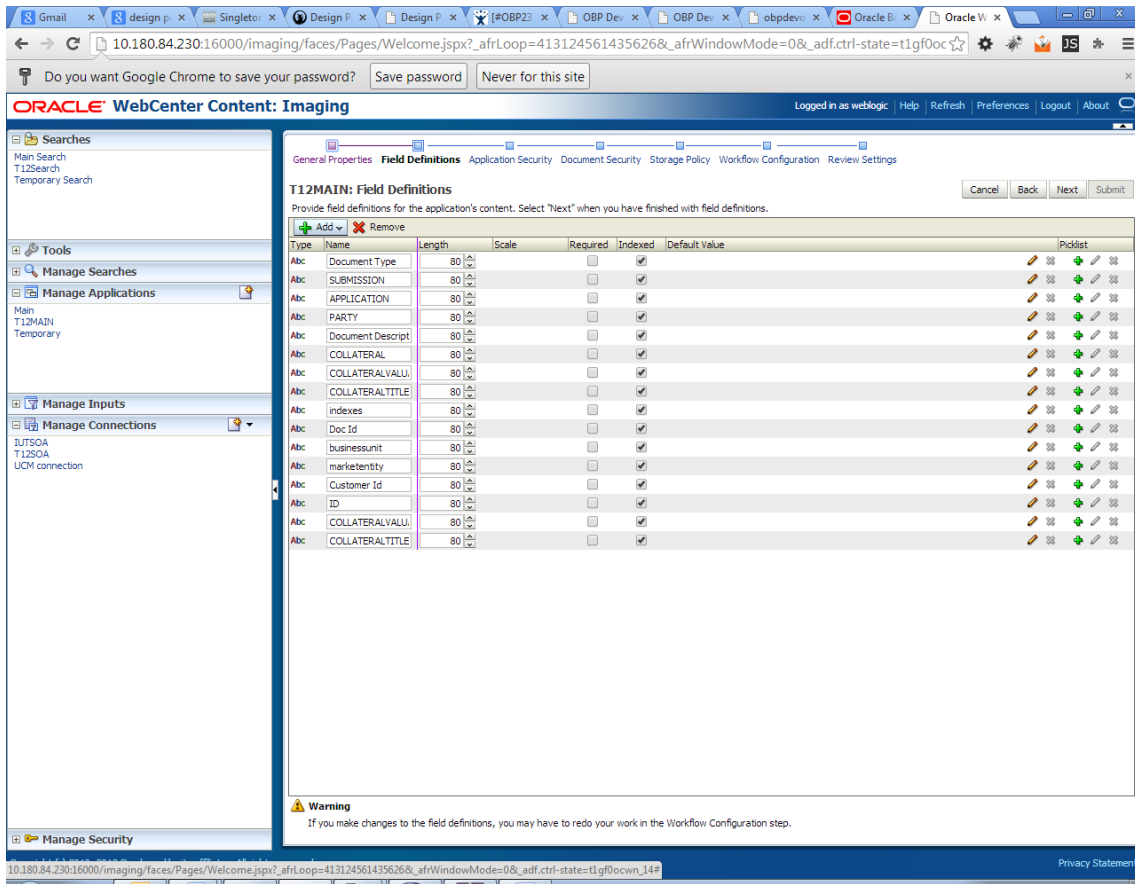 Gmail
design p
Singletor
Design P
Design P
[#OBP23
OBP Dev
OBP Dev
obpdevo
Oracle B
Oracle W
10.180.84.230:16000/imaging/faces/Pages/Welcome.jspx?_afrLoop=413124561435626&_afrWindowMode=0&_adf.ctrl-state=t1gf0oc
JS
Do you want Google Chrome to save your password? Save password Never for this site
ORACLE WebCenter Content: Imaging
Logged in as weblogic Help Refresh Preferences Logout About
Searches
Main Search
T12Search
Temporary Search
Tools
Manage Searches
Manage Applications
Main
T12MAIN
Temporary
Manage Inputs
Manage Connections
IUTSOA
T12SOA
UCM connection
Manage Security
General Properties Field Definitions Application Security Document Security Storage Policy Workflow Configuration Review Settings
T12MAIN: Field Definitions
Cancel Back Next Submit
Provide field definitions for the application's content. Select "Next" when you have finished with field definitions.
Add Remove
Type Name Length Scale Required Indexed Default Value Picklist
Abc Document Type 80
Abc SUBMISSION 80
Abc APPLICATION 80
Abc PARTY 80
Abc Document Descript 80
Abc COLLATERAL 80
Abc COLLATERALVALU 80
Abc COLLATERALTITLE 80
Abc indexes 80
Abc Doc Id 80
Abc businessunit 80
Abc marketentity 80
Abc Customer Id 80
Abc ID 80
Abc COLLATERALVALU 80
Abc COLLATERALTITLE 80
Warning
If you make changes to the field definitions, you may have to redo your work in the Workflow Configuration step.
Privacy Statement
10.180.84.230:16000/imaging/faces/Pages/Welcome.jspx?_afrLoop=413124561435626&_afrWindowMode=0&_adf.ctrl-state=t1gf0ocwn_14#